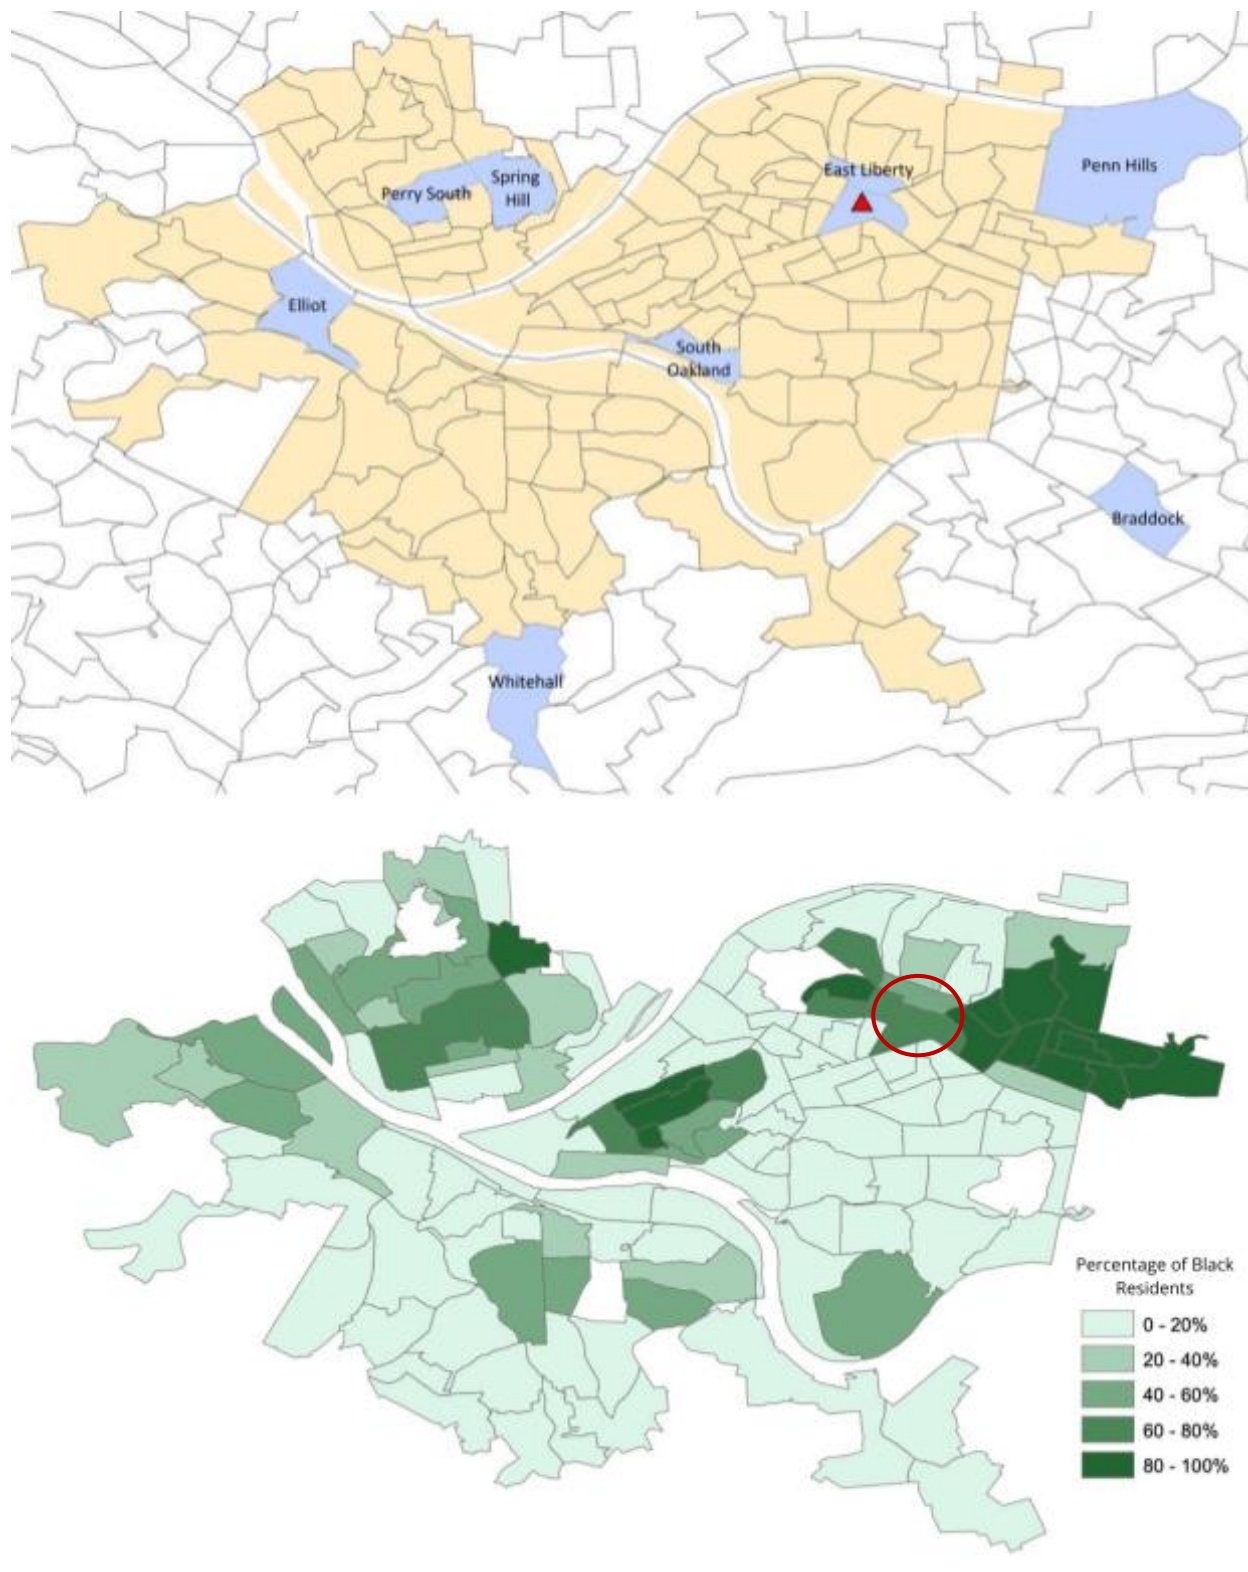 East Liberty
Penn Hills
Spring
Hill
Perry South
Elliot
South
Oakland
Braddock
Whitehall
Percentage of Black
Residents
0 - 20%
20 - 40%
40 - 60%
60 - 80%
80 - 100%